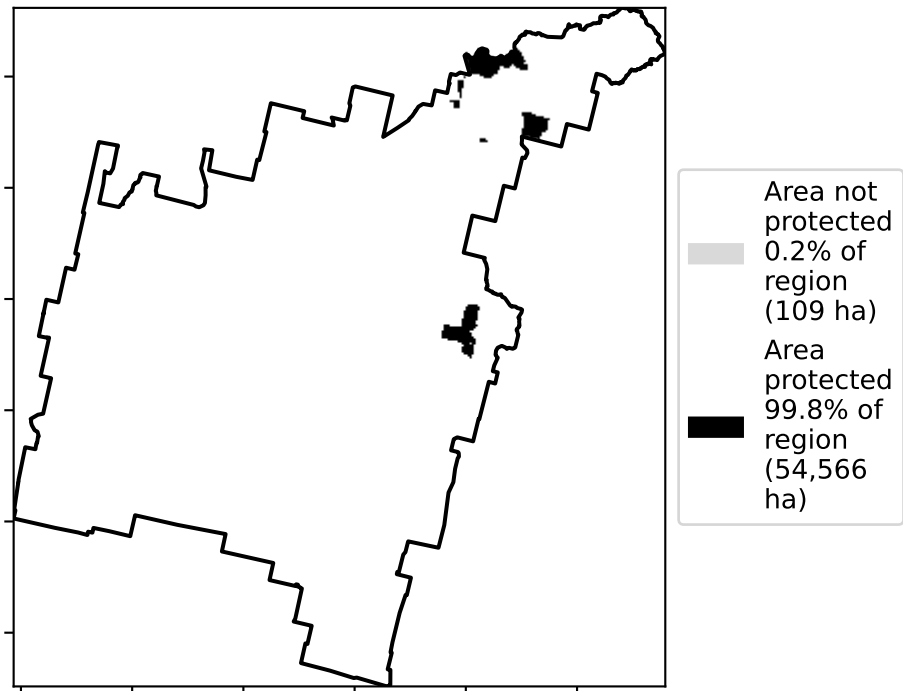 Area not
protected
0.2% of
region
(109 ha)
Area
protected
99.8% of
region
(54,566
ha)